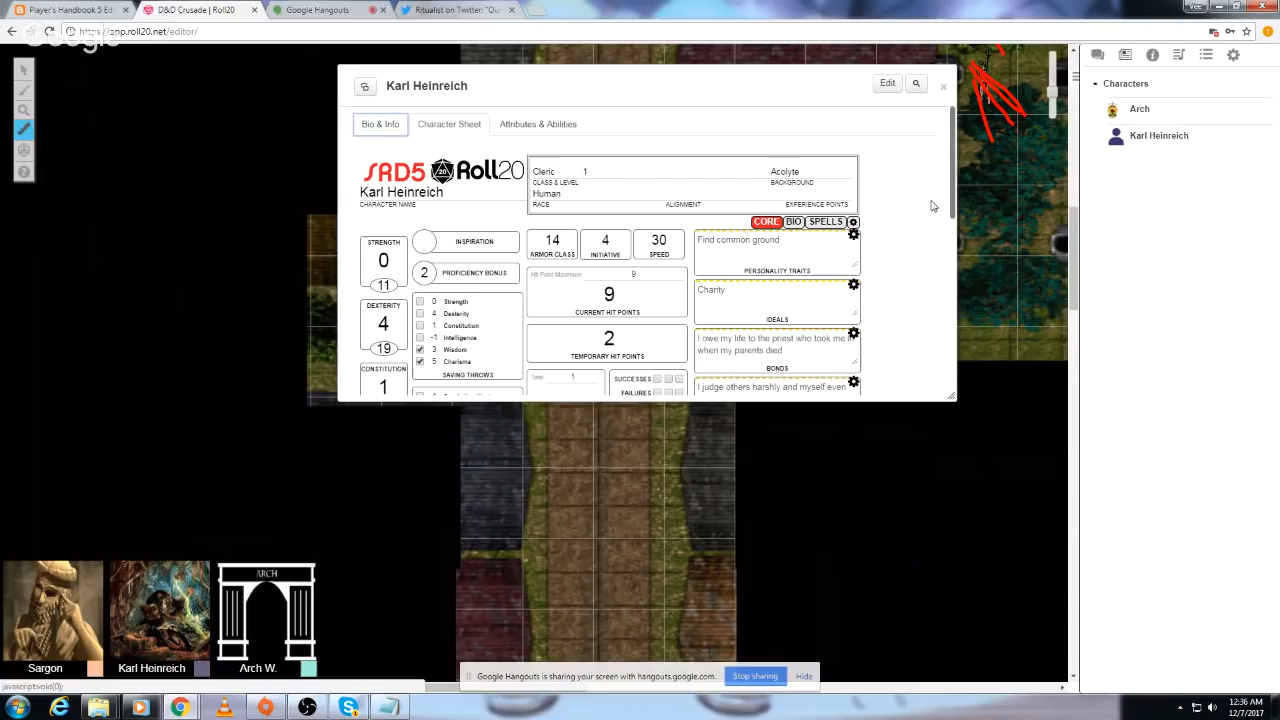 Player's Handbook 5 Edi
D&D Crusade | Roll20
Google Hangouts
Ritualist on Twitter: "Our
Vee
https://app.roll20.net/editor/
Google
Karl Heinreich
Edit
Bio & Info
Character Sheet
Attributes & Abilities
SRD5 Roll20
Karl Heinreich
CHARACTER NAME
Cleric 1 Acolyte
CLASS & LEVEL BACKGROUND
Human
RACE ALIGNMENT EXPERIENCE POINTS
CORE BIO SPELLS
STRENGTH
0
11
DEXTERITY
4
19
CONSTITUTION
1
INSPIRATION
2 PROFICIENCY BONUS
0 Strength
4 Dexterity
1 Constitution
-1 Intelligence
3 Wisdom
5 Charisma
SAVING THROWS
14 4 30
ARMOR CLASS INITIATIVE SPEED
Hit Point Maximum 9
9
CURRENT HIT POINTS
2
TEMPORARY HIT POINTS
Total 1
SUCCESSES
FAILURES
Find common ground
PERSONALITY TRAITS
Charity
IDEALS
I owe my life to the priest who took me in
when my parents died
BONDS
I judge others harshly and myself even
Characters
Arch
Karl Heinreich
ARCH
Sargon
Karl Heinreich
Arch W.
Google Hangouts is sharing your screen with hangouts.google.com.
Stop sharing
Hide
javascript:void(0);
12:36 AM
12/7/2017